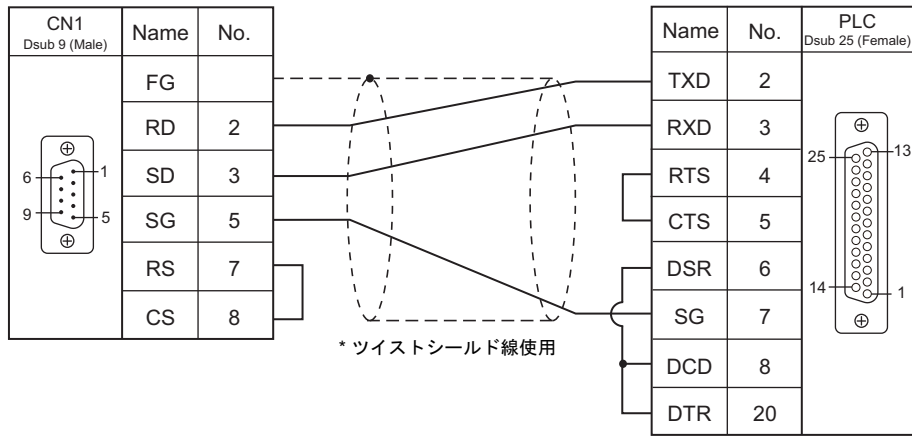 CN1
Dsub 9 (Male)
Name No.
FG
RD 2
SD 3
SG 5
RS 7
CS 8
6
1
9
5
* ツイストシールド線使用
Name No.
PLC
Dsub 25 (Female)
TXD 2
RXD 3
RTS 4
CTS 5
DSR 6
SG 7
DCD 8
DTR 20
25
13
14
1